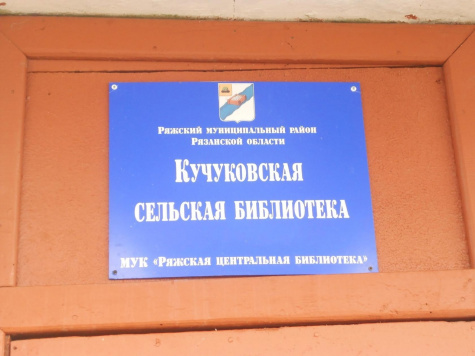 Ряжский муниципальный район
Рязанской области
Кучуковская
сельская библиотека
МУК «Ряжская центральная библиотека»